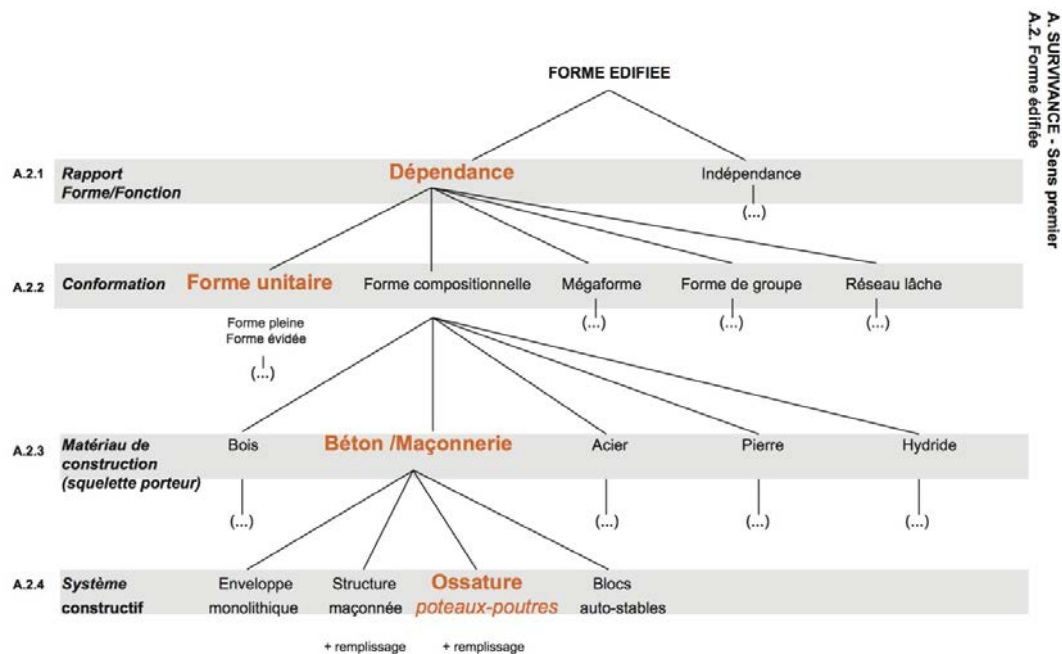 A. SURVIVANCE - Sens premier
A.2. Forme édifiée
FORME EDIFIEE
A.2.1
Rapport
Forme/Fonction
Dépendance
Indépendance
(...)
A.2.2
Conformation
Forme unitaire
Forme compositionnelle
Mégaforme
Forme de groupe
Réseau lâche
Forme pleine
Forme évidée
(...)
(...)
(...)
(...)
A.2.3
Matériau de
construction
(squelette porteur)
Bois
Béton /Maçonnerie
Acier
Pierre
Hydride
(...)
(...)
(...)
(...)
A.2.4
Système
constructif
Enveloppe
monolithique
Structure
maçonnée
Ossature
poteaux-poutres
Blocs
auto-stables
+ remplissage
+ remplissage